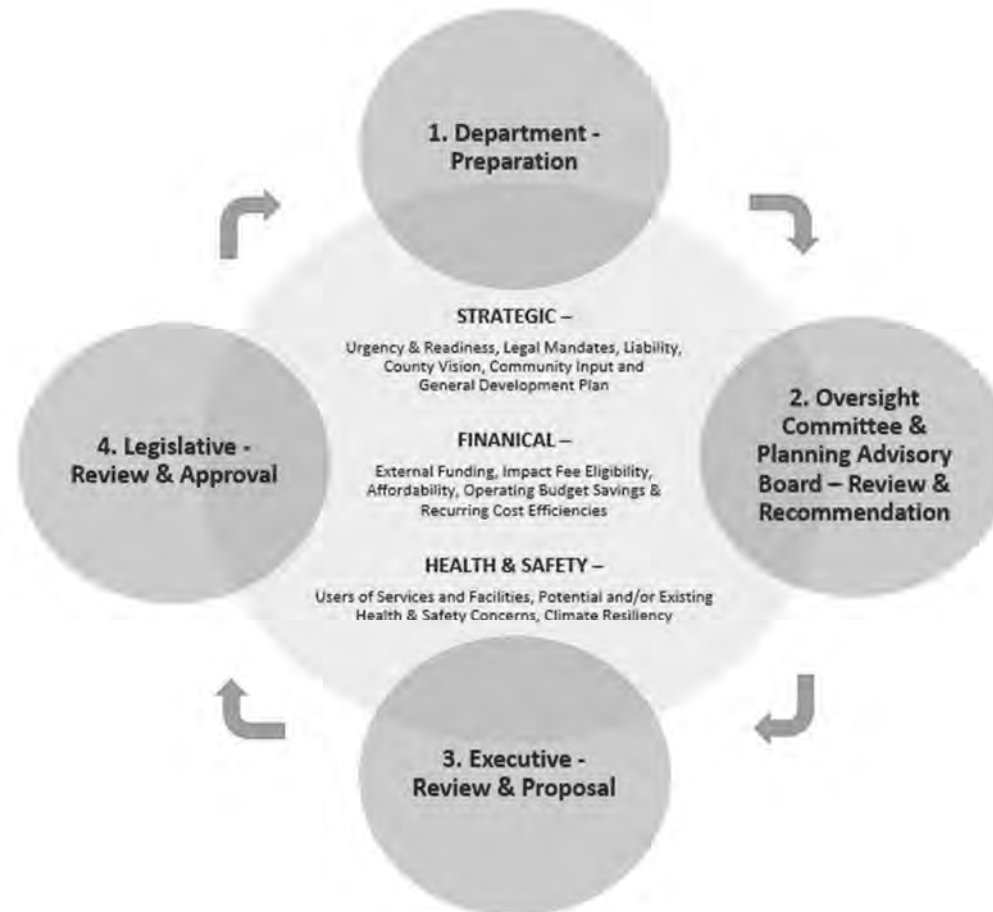 1. Department -
Preparation
STRATEGIC –
Urgency & Readiness, Legal Mandates, Liability,
County Vision, Community Input and
General Development Plan
2. Oversight
Committee &
Planning Advisory
Board – Review &
Recommendation
4. Legislative -
Review & Approval
FINANICAL –
External Funding, Impact Fee Eligibility,
Affordability, Operating Budget Savings &
Recurring Cost Efficiencies
HEALTH & SAFETY –
Users of Services and Facilities, Potential and/or Existing
Health & Safety Concerns, Climate Resiliency
3. Executive -
Review & Proposal